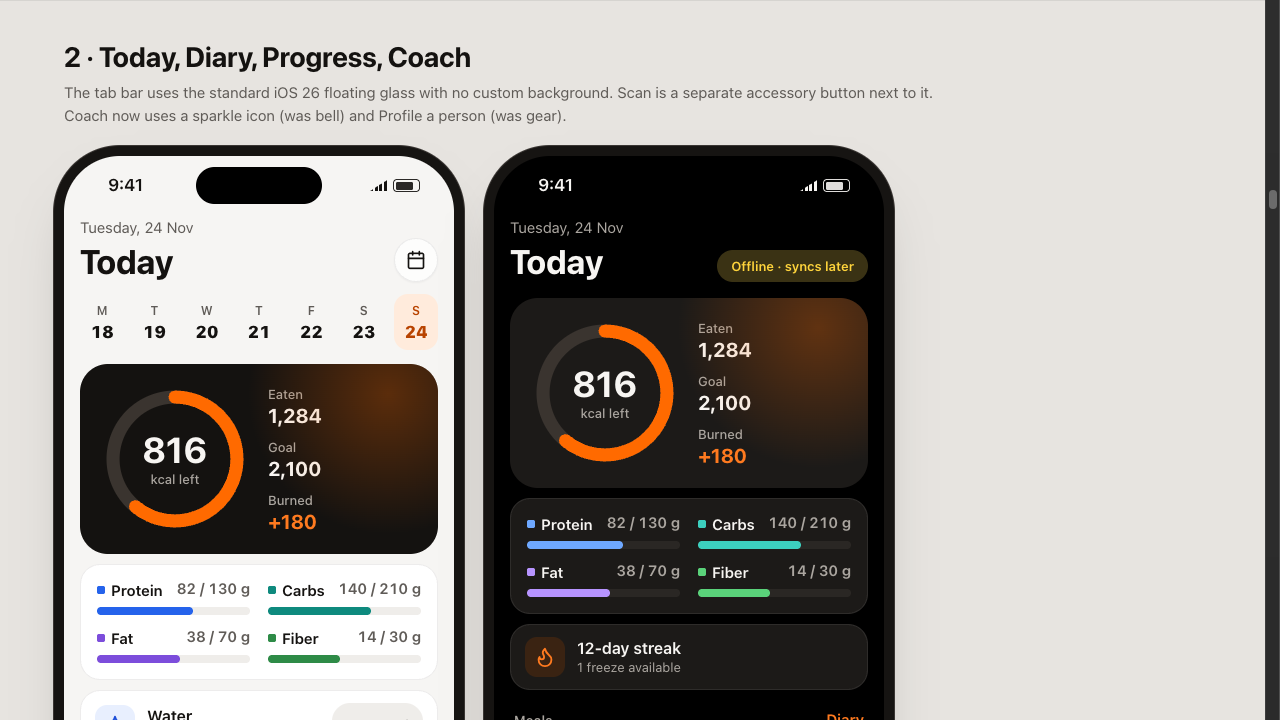 2 · Today, Diary, Progress, Coach
The tab bar uses the standard iOS 26 floating glass with no custom background. Scan is a separate accessory button next to it.
Coach now uses a sparkle icon (was bell) and Profile a person (was gear).
9:41
Tuesday, 24 Nov
Today
M T W T F S S
18 19 20 21 22 23 24
816
kcal left
Eaten
1,284
Goal
2,100
Burned
+180
Protein 82 / 130 g Carbs 140 / 210 g
Fat 38 / 70 g Fiber 14 / 30 g
Water
9:41
Tuesday, 24 Nov
Today
Offline · syncs later
816
kcal left
Eaten
1,284
Goal
2,100
Burned
+180
Protein 82 / 130 g Carbs 140 / 210 g
Fat 38 / 70 g Fiber 14 / 30 g
12-day streak
1 freeze available
Meals Diary